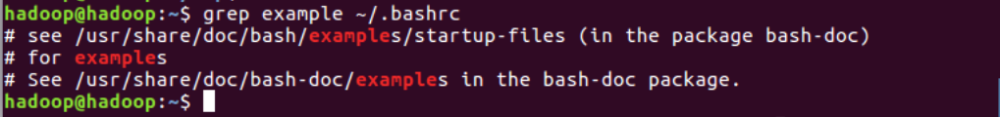 hadoop@hadoop:~$ grep example ~/.bashrc
# see /usr/share/doc/bash/examples/startup-files (in the package bash-doc)
# for examples
# See /usr/share/doc/bash-doc/examples in the bash-doc package.
hadoop@hadoop:~$